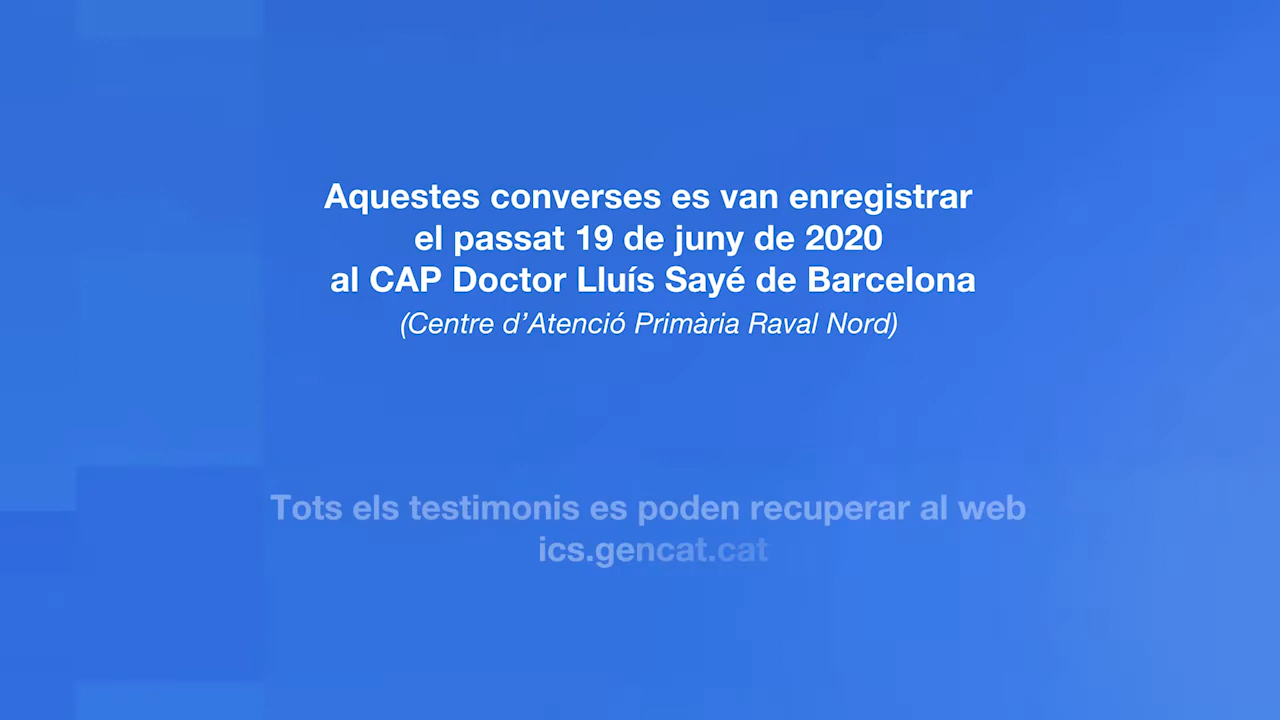 Aquestes converses es van enregistrar
el passat 19 de juny de 2020
al CAP Doctor Lluís Sayé de Barcelona
(Centre d’Atenció Primària Raval Nord)
Tots els testimonis es poden recuperar al web
ics.gencat.cat